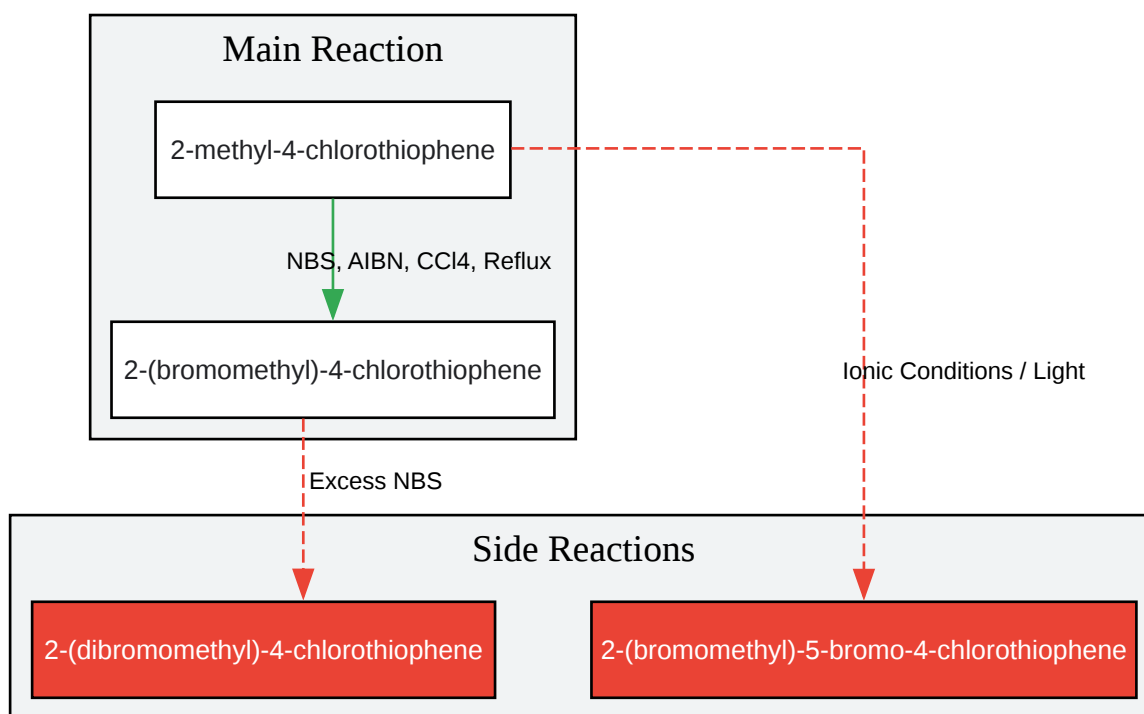 Main Reaction
2-methyl-4-chlorothiophene
NBS, AIBN, CCl4, Reflux
2-(bromomethyl)-4-chlorothiophene
Ionic Conditions / Light
Excess NBS
Side Reactions
2-(dibromomethyl)-4-chlorothiophene
2-(bromomethyl)-5-bromo-4-chlorothiophene